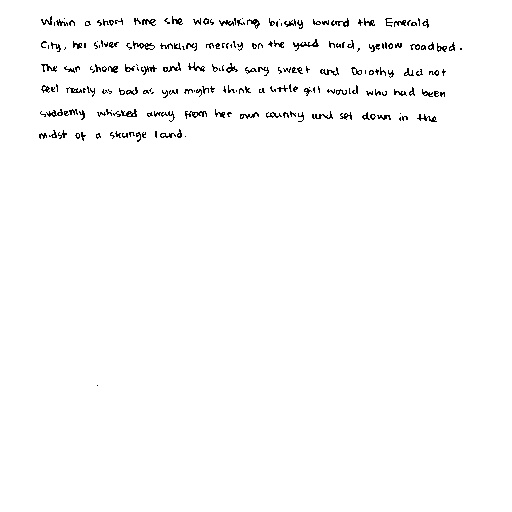 Within a short time she was walking briskly toward the Emerald
City, her silver shoes tinkling merrily on the yard hard, yellow roadbed.
The sun shone bright and the birds sang sweet and Dorothy did not
feel nearly as bad as you might think a little girl would who had been
suddenly whisked away from her own country and set down in the
midst of a strange land.